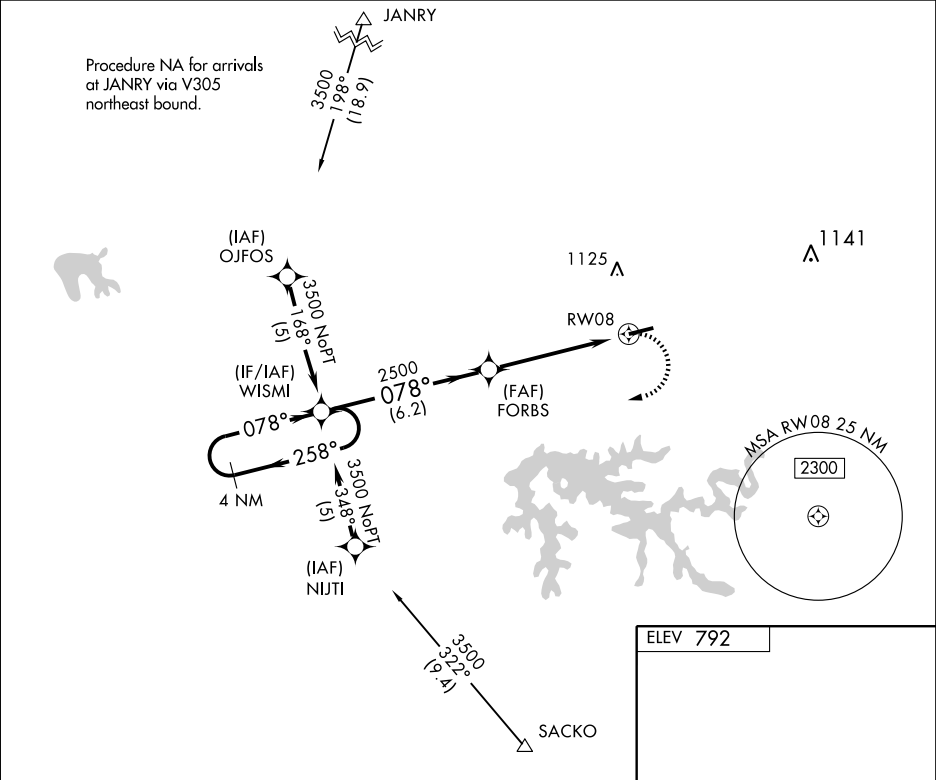 JANRY
Procedure NA for arrivals
at JANRY via V305
northeast bound.
3500
198°
(18.9)
(IAF)
OJFOS
3500 NoPT
168°
(5)
1125
1141
RW08
(IF/IAF)
WISMI
2500
078°
(6.2)
(FAF)
FORBS
078°
258°
4 NM
3500 NoPT
348°
(5)
(IAF)
NIJTI
MSA RW08 25 NM
2300
3500
322°
(9.4)
SACKO
ELEV 792